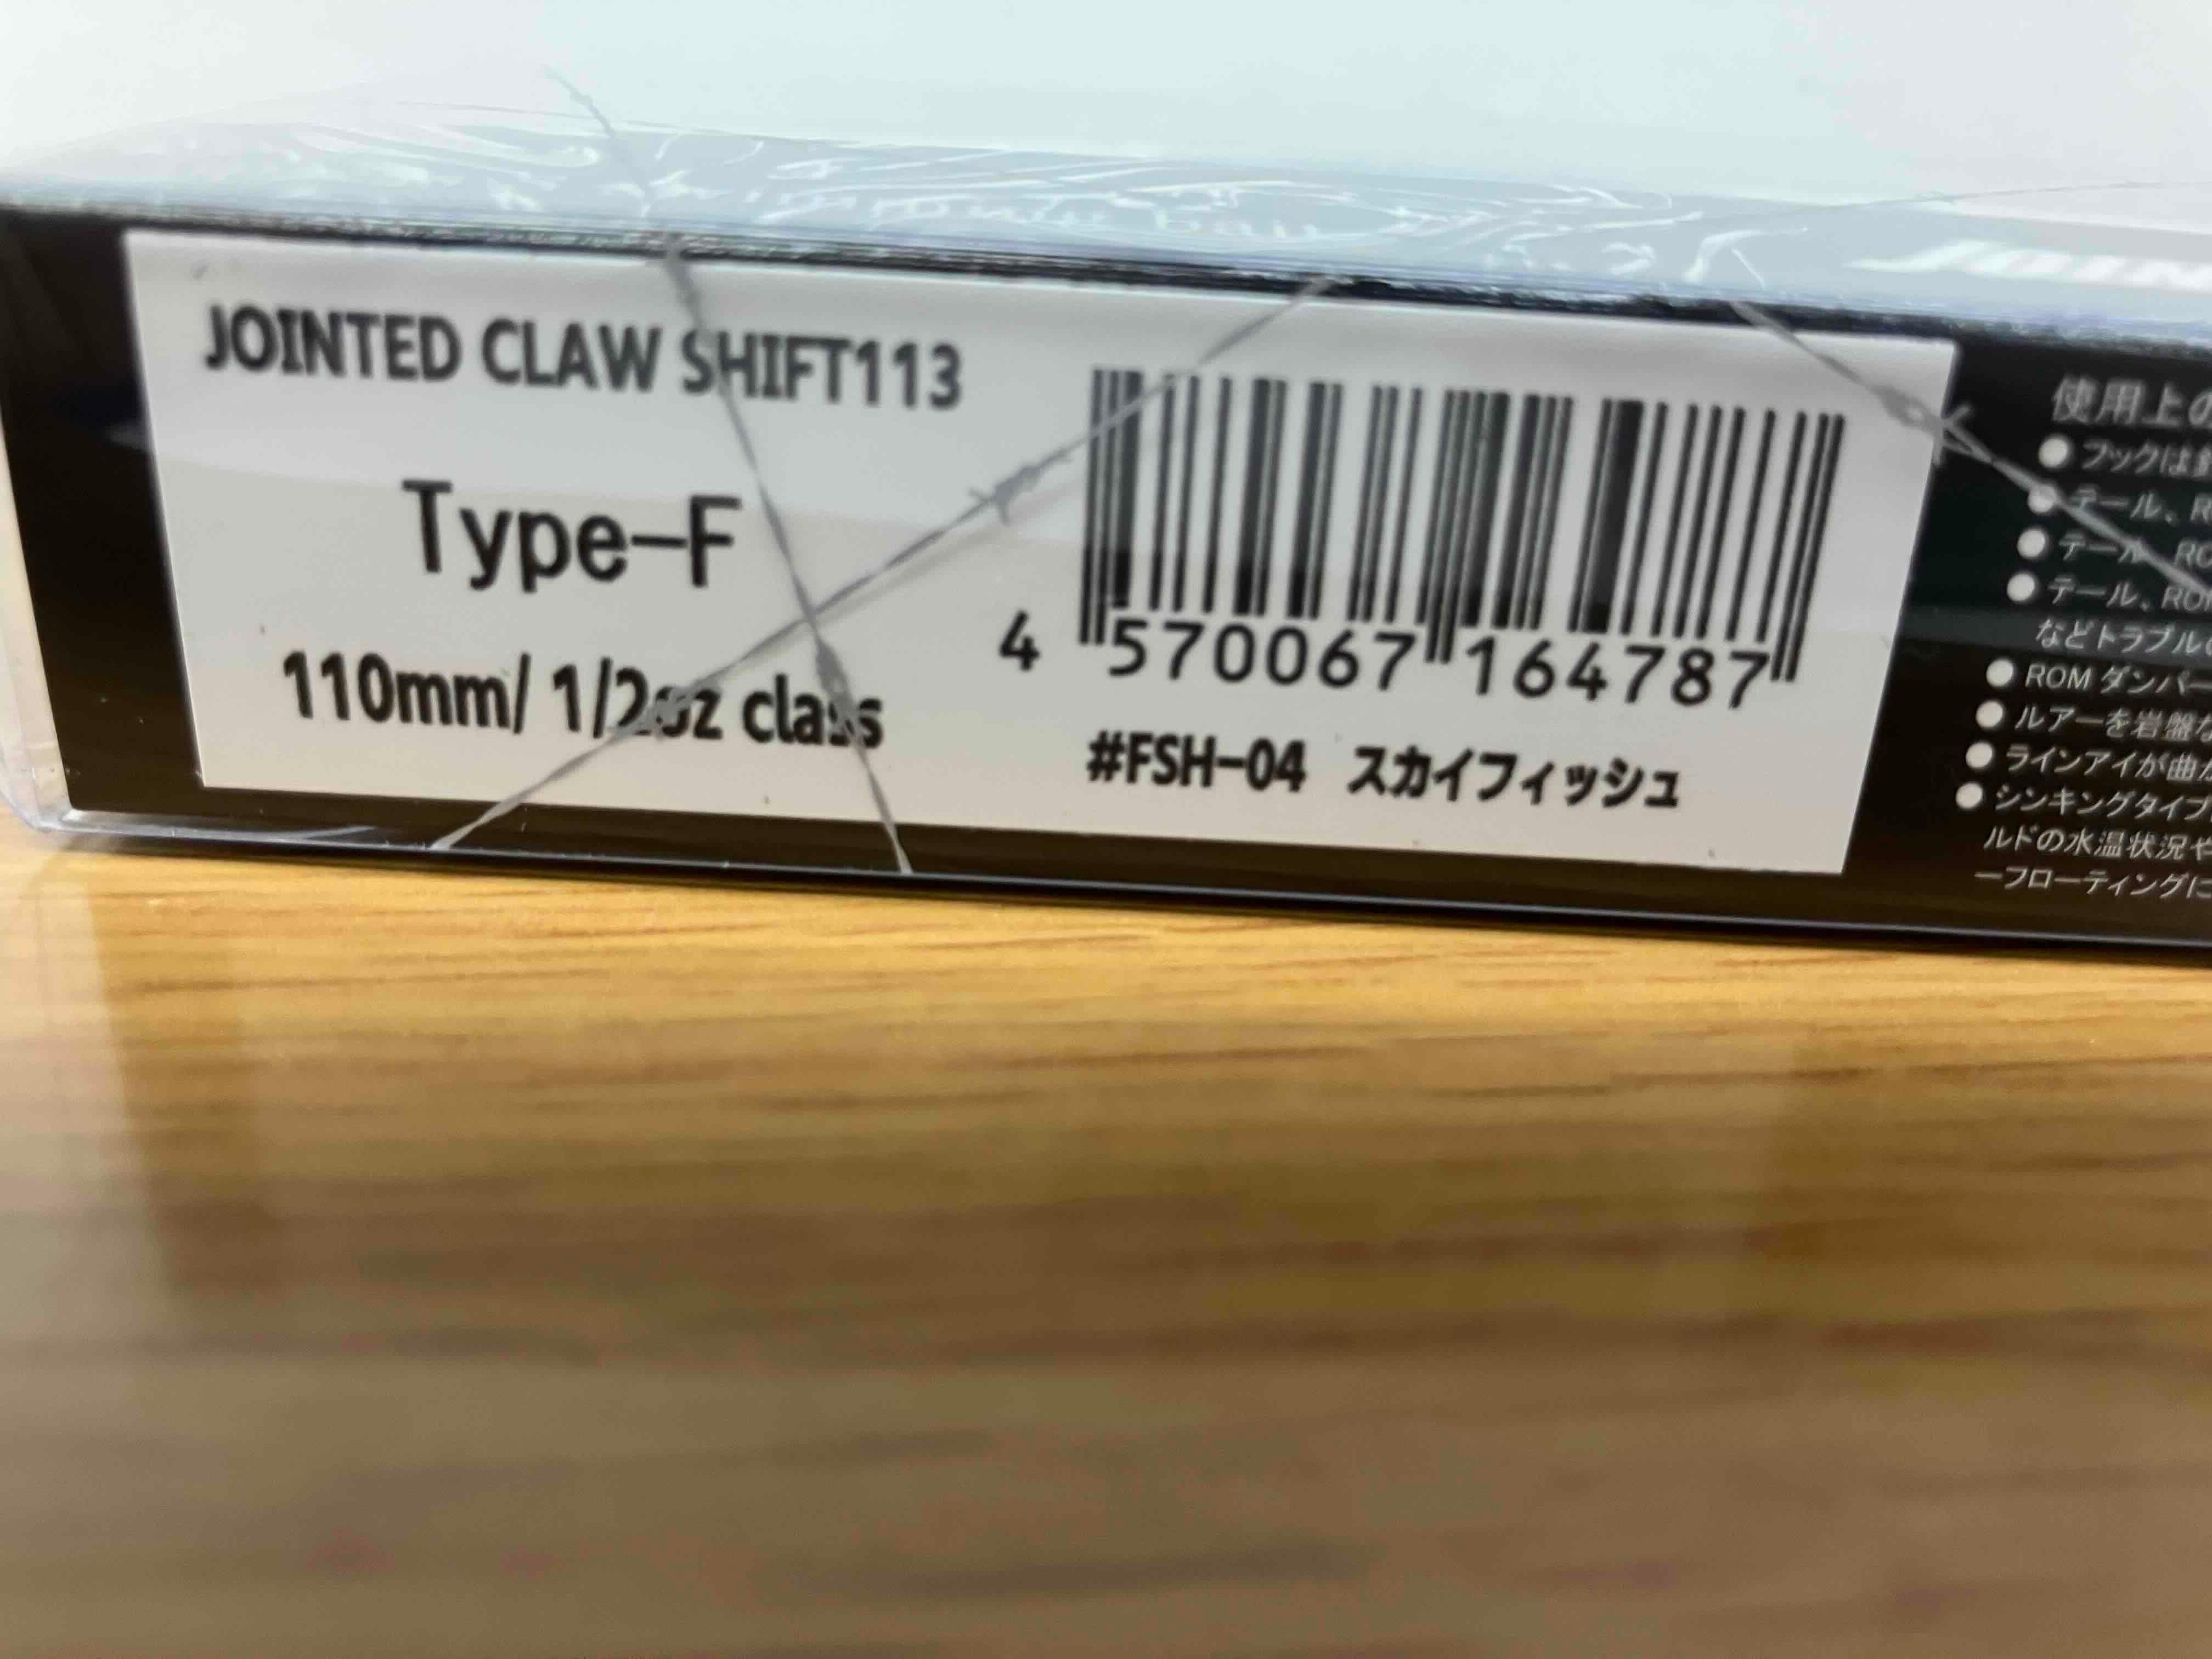 JOINTED CLAW SHIFT113
Type-F
110mm/ 1/2oz class
4 570067 164787
#FSH-04 スカイフィッシュ
使用上の
●フックは
●テール、R
●テール、RO
●テール、RO
などトラブル
●ROM ダンパー
●ルアーを岩盤な
●ラインアイが曲が
●シンキングタイプ
ルドの水温状況や
ーフローティングに